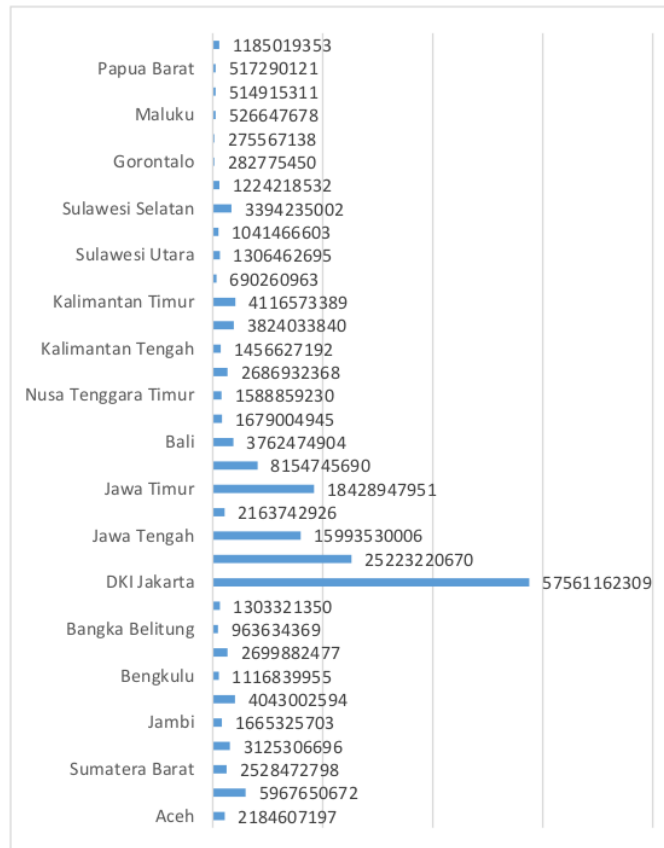 1185019353
Papua Barat 517290121
514915311
Maluku 526647678
275567138
Gorontalo 282775450
1224218532
Sulawesi Selatan 3394235002
1041466603
Sulawesi Utara 1306462695
690260963
Kalimantan Timur 4116573389
3824033840
Kalimantan Tengah 1456627192
2686932368
Nusa Tenggara Timur 1588859230
1679004945
Bali 3762474904
8154745690
Jawa Timur 18428947951
2163742926
Jawa Tengah 15993530006
25223220670
DKI Jakarta 57561162309
1303321350
Bangka Belitung 963634369
2699882477
Bengkulu 1116839955
4043002594
Jambi 1665325703
3125306696
Sumatera Barat 2528472798
5967650672
Aceh 2184607197